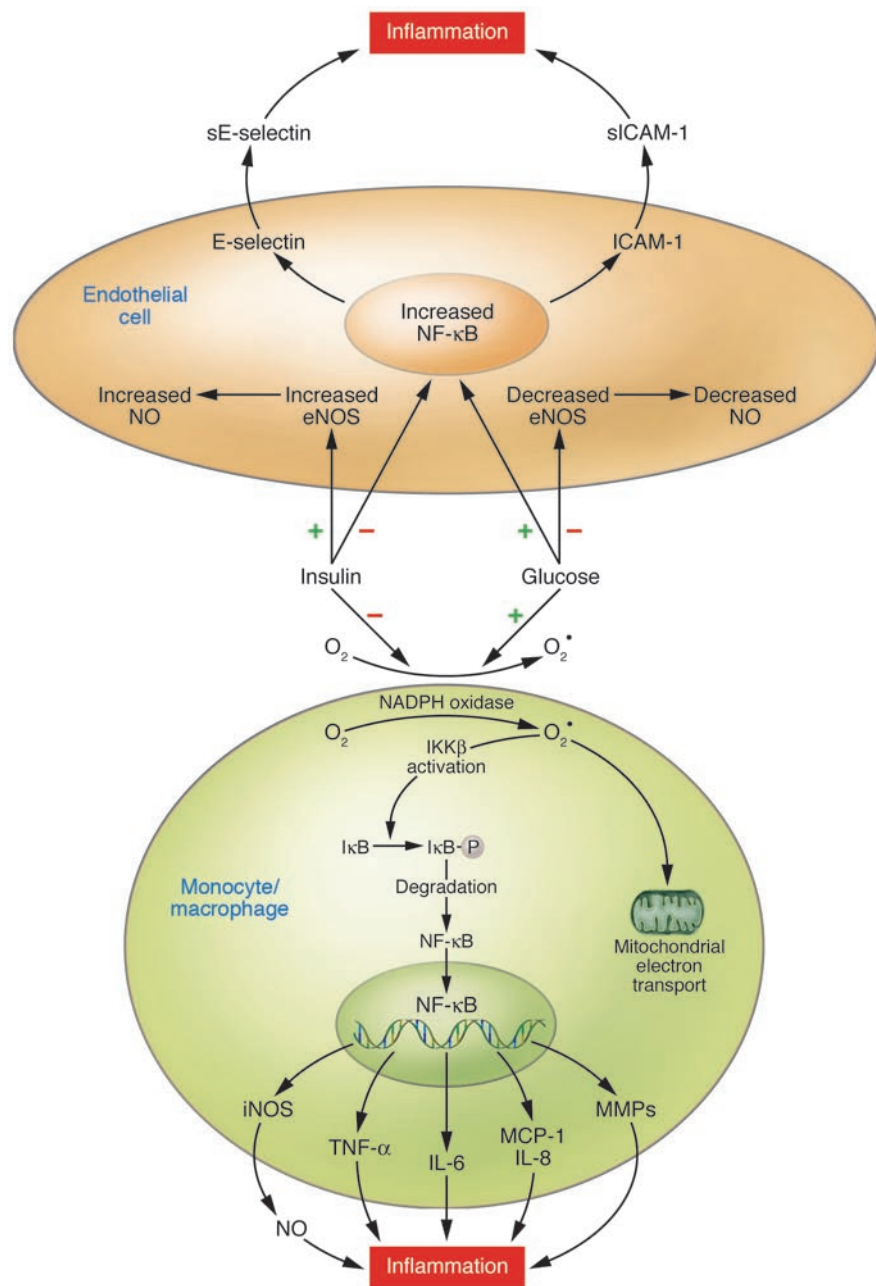 Inflammation
sE-selectin
sICAM-1
E-selectin
ICAM-1
Endothelial
cell
Increased
NF-κB
Increased
NO
Increased
eNOS
Decreased
eNOS
Decreased
NO
+
−
+
−
Insulin
Glucose
−
+
O2
O2•
NADPH oxidase
O2
O2•
IKKβ
activation
IκB
IκB-P
Degradation
Monocyte/
macrophage
NF-κB
Mitochondrial
electron
transport
NF-κB
iNOS
MMPs
TNF-α
IL-6
MCP-1
IL-8
NO
Inflammation